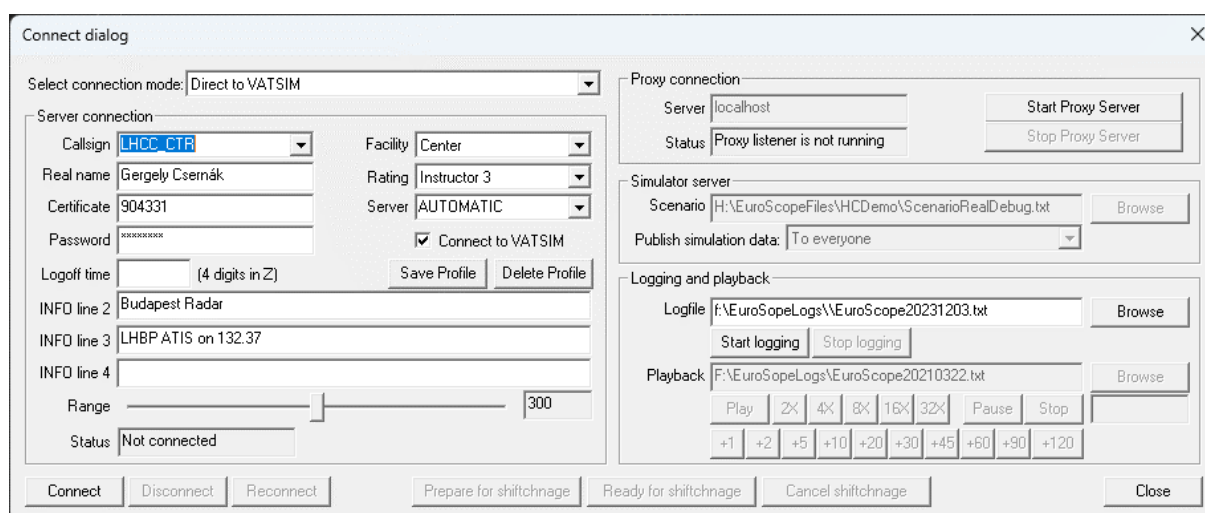 Connect dialog
Select connection mode: Direct to VATSIM
Server connection
Callsign LHCC_CTR Facility Center
Real name Gergely Csernák Rating Instructor 3
Certificate 904331 Server AUTOMATIC
Password ******** Connect to VATSIM
Logoff time (4 digits in Z) Save Profile Delete Profile
INFO line 2 Budapest Radar
INFO line 3 LHBP ATIS on 132.37
INFO line 4
Range 300
Status Not connected
Proxy connection
Server localhost Start Proxy Server
Status Proxy listener is not running Stop Proxy Server
Simulator server
Scenario H:\EuroScopeFiles\HCDemo\ScenarioRealDebug.txt Browse
Publish simulation data: To everyone
Logging and playback
Logfile f:\EuroSopeLogs\\EuroScope20231203.txt Browse
Start logging Stop logging
Playback F:\EuroSopeLogs\EuroScope20210322.txt Browse
Play 2X 4X 8X 16X 32X Pause Stop
+1 +2 +5 +10 +20 +30 +45 +60 +90 +120
Connect Disconnect Reconnect Prepare for shiftchnage Ready for shiftchnage Cancel shiftchnage Close